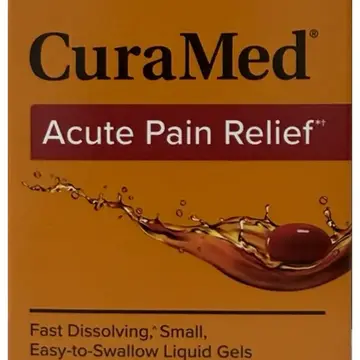 CuraMed®
Acute Pain Relief*†
Fast Dissolving,^ Small,
Easy-to-Swallow Liquid Gels